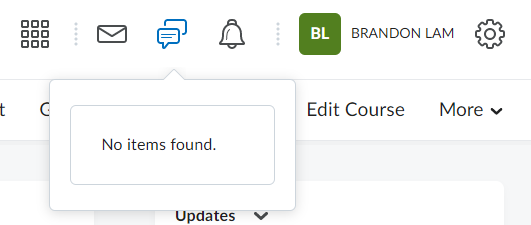 BL BRANDON LAM
Edit Course More
No items found.
Updates